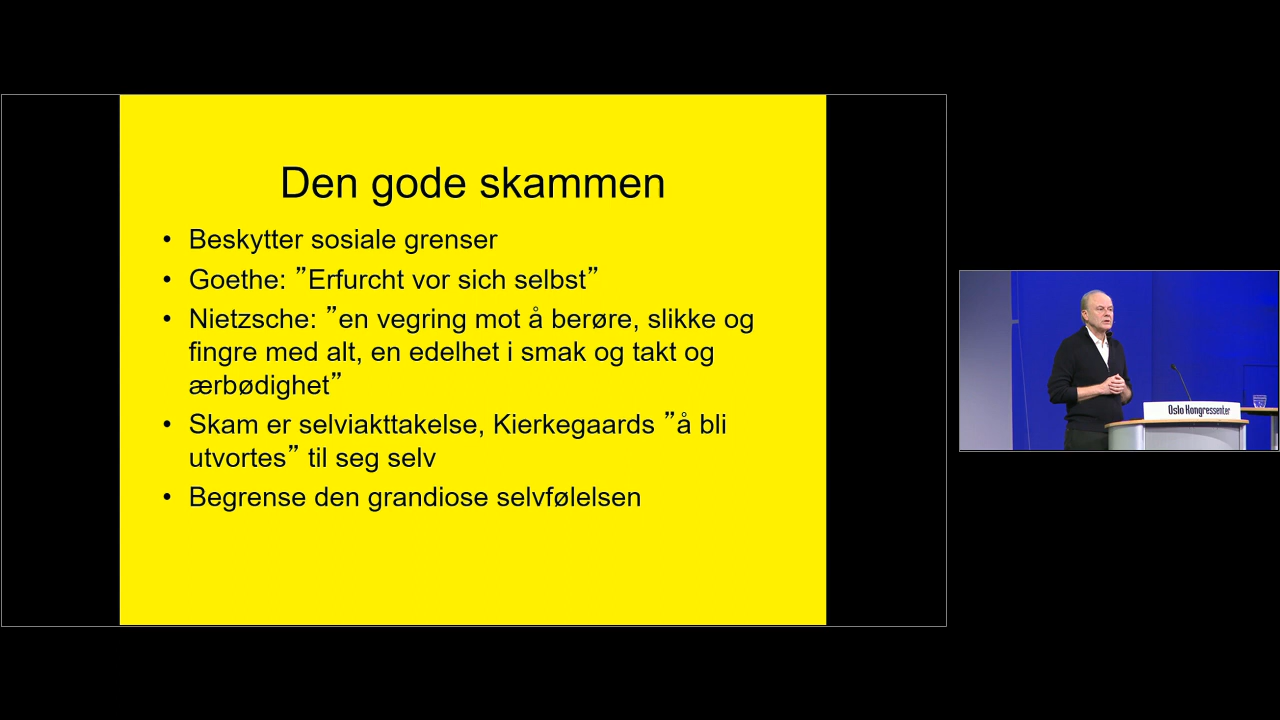 Den gode skammen
• Beskytter sosiale grenser
• Goethe: ”Erfurcht vor sich selbst”
• Nietzsche: ”en vegring mot å berøre, slikke og
fingre med alt, en edelhet i smak og takt og
ærbødighet”
• Skam er selviakttakelse, Kierkegaards ”å bli
utvortes” til seg selv
• Begrense den grandiose selvfølelsen
Oslo Kongressenter